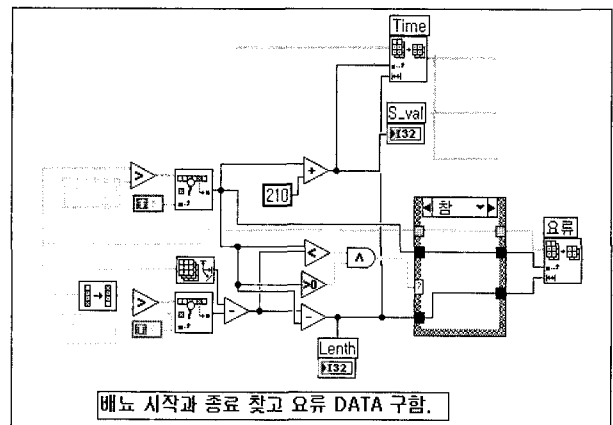 Time
S_val
I32
210
참
요류
T
T
Lenth
I32
배뇨 시작과 종료 찾고 요류 DATA 구함.